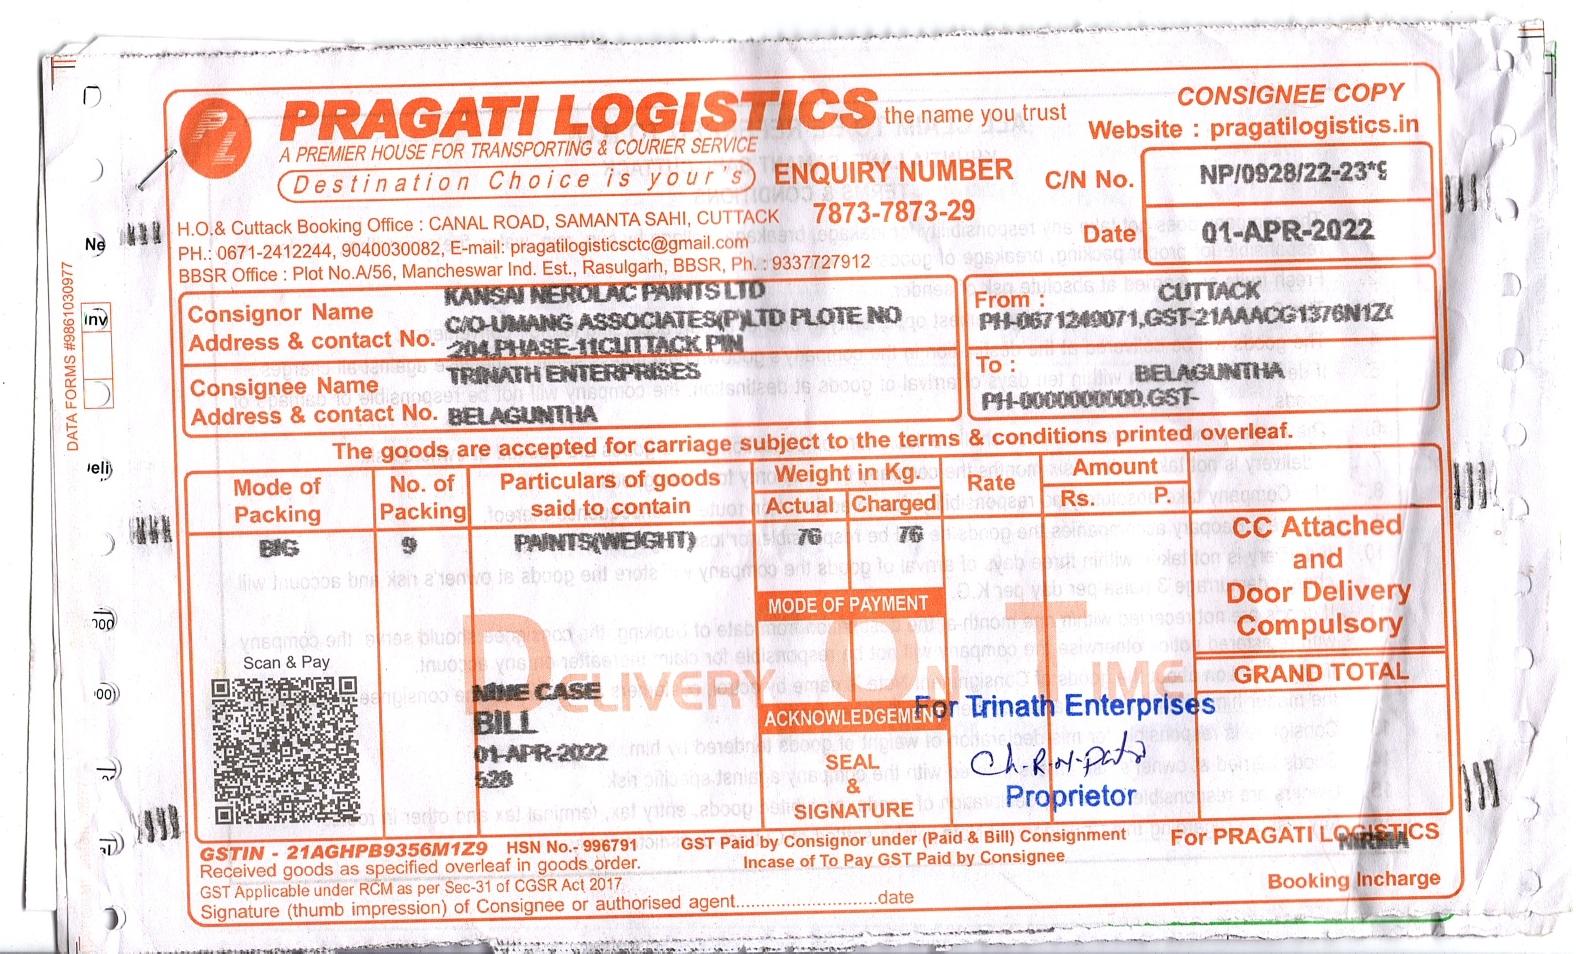 CONSIGNEE COPY
PL
PRAGATI LOGISTICS the name you trust
Website : pragatilogistics.in
A PREMIER HOUSE FOR TRANSPORTING & COURIER SERVICE
Destination Choice is your's
ENQUIRY NUMBER
7873-7873-29
C/N No. NP/0928/22-23*9
Date 01-APR-2022
H.O.& Cuttack Booking Office : CANAL ROAD, SAMANTA SAHI, CUTTACK
PH.: 0671-2412244, 9040030082, E-mail: pragatilogisticsctc@gmail.com
BBSR Office : Plot No.A/56, Mancheswar Ind. Est., Rasulgarh, BBSR, Ph. : 9337727912
DATA FORMS #9861030977
Consignor Name
Address & contact No.
KANSAI NEROLAC PAINTS LTD
C/O-UMANG ASSOCIATES(P)LTD PLOTE NO
204,PHASE-11CUTTACK PIN
From : CUTTACK
PH-0671249071,GST-21AAACG1376N1Z
Consignee Name
Address & contact No.
TRINATH ENTERPRISES
BELAGUNTHA
To : BELAGUNTHA
PH-0000000000,GST-
The goods are accepted for carriage subject to the terms & conditions printed overleaf.
Mode of Packing
No. of Packing
Particulars of goods said to contain
Weight in Kg.
Actual Charged
Rate
Amount
Rs. P.
BIG 9 PAINTS(WEIGHT) 76 76
CC Attached
and
Door Delivery
Compulsory
MODE OF PAYMENT
DELIVERY ON TIME
GRAND TOTAL
Scan & Pay
NINE CASE
BILL
01-APR-2022
528
ACKNOWLEDGEMENT
SEAL
&
SIGNATURE
For Trinath Enterprises
Proprietor
GSTIN - 21AGHPB9356M1Z9 HSN No.- 996791
Received goods as specified overleaf in goods order.
GST Applicable under RCM as per Sec-31 of CGSR Act 2017
Signature (thumb impression) of Consignee or authorised agent............................date
GST Paid by Consignor under (Paid & Bill) Consignment
Incase of To Pay GST Paid by Consignee
For PRAGATI LOGISTICS
NIRMA
Booking Incharge